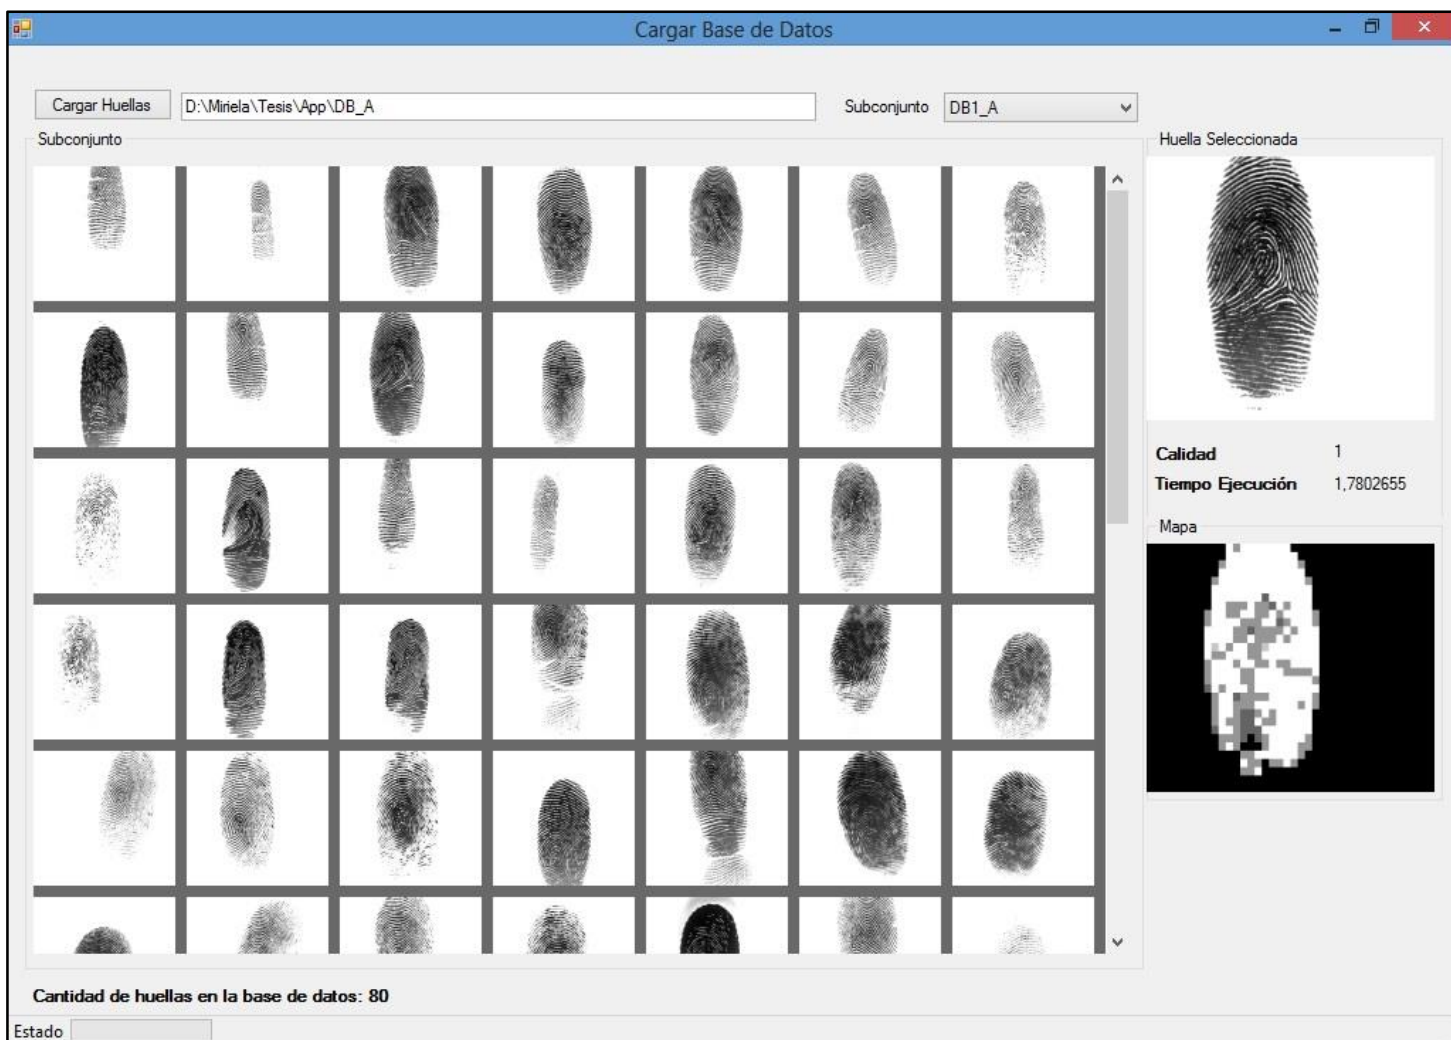 Cargar Base de Datos
Cargar Huellas D:\Miriela\Tesis\App\DB_A Subconjunto DB1_A
Subconjunto
Huella Seleccionada
Calidad 1
Tiempo Ejecución 1,7802655
Mapa
Cantidad de huellas en la base de datos: 80
Estado